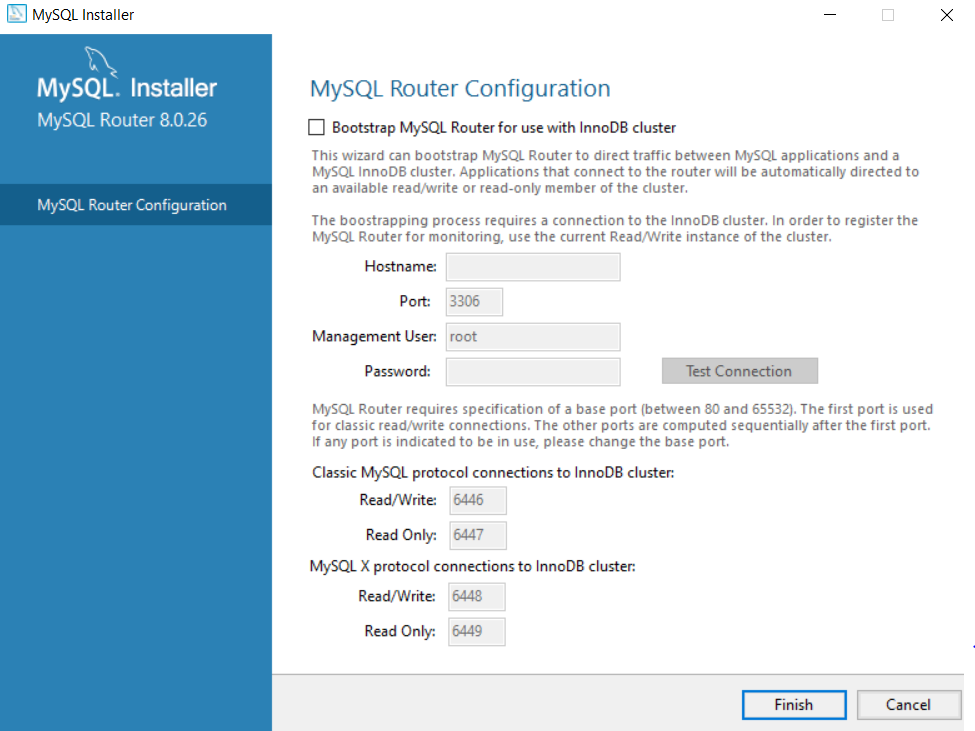 MySQL Installer
MySQL. Installer
MySQL Router 8.0.26
MySQL Router Configuration
MySQL Router Configuration
Bootstrap MySQL Router for use with InnoDB cluster
This wizard can bootstrap MySQL Router to direct traffic between MySQL applications and a
MySQL InnoDB cluster. Applications that connect to the router will be automatically directed to
an available read/write or read-only member of the cluster.
The boostrapping process requires a connection to the InnoDB cluster. In order to register the
MySQL Router for monitoring, use the current Read/Write instance of the cluster.
Hostname:
Port: 3306
Management User: root
Password: Test Connection
MySQL Router requires specification of a base port (between 80 and 65532). The first port is used
for classic read/write connections. The other ports are computed sequentially after the first port.
If any port is indicated to be in use, please change the base port.
Classic MySQL protocol connections to InnoDB cluster:
Read/Write: 6446
Read Only: 6447
MySQL X protocol connections to InnoDB cluster:
Read/Write: 6448
Read Only: 6449
Finish Cancel